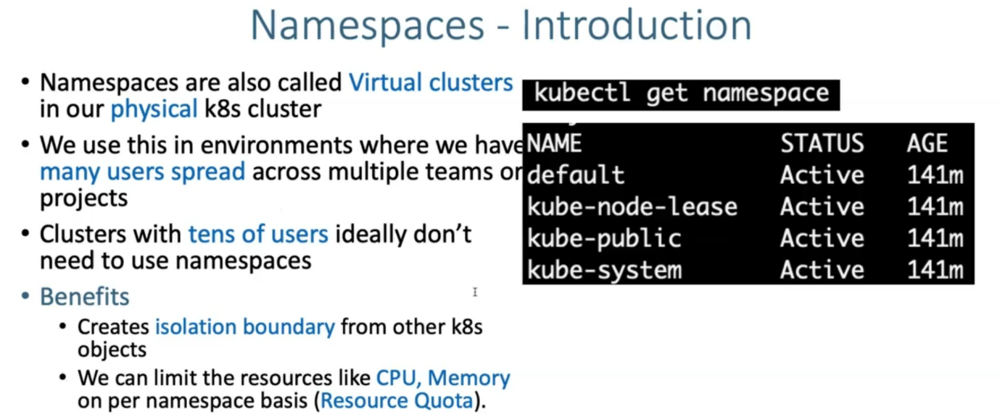 Namespaces - Introduction
• Namespaces are also called Virtual clusters
in our physical k8s cluster
• We use this in environments where we have
many users spread across multiple teams or
projects
• Clusters with tens of users ideally don't
need to use namespaces
• Benefits
• Creates isolation boundary from other k8s
objects
• We can limit the resources like CPU, Memory
on per namespace basis (Resource Quota).
kubectl get namespace
NAME STATUS AGE
default Active 141m
kube-node-lease Active 141m
kube-public Active 141m
kube-system Active 141m